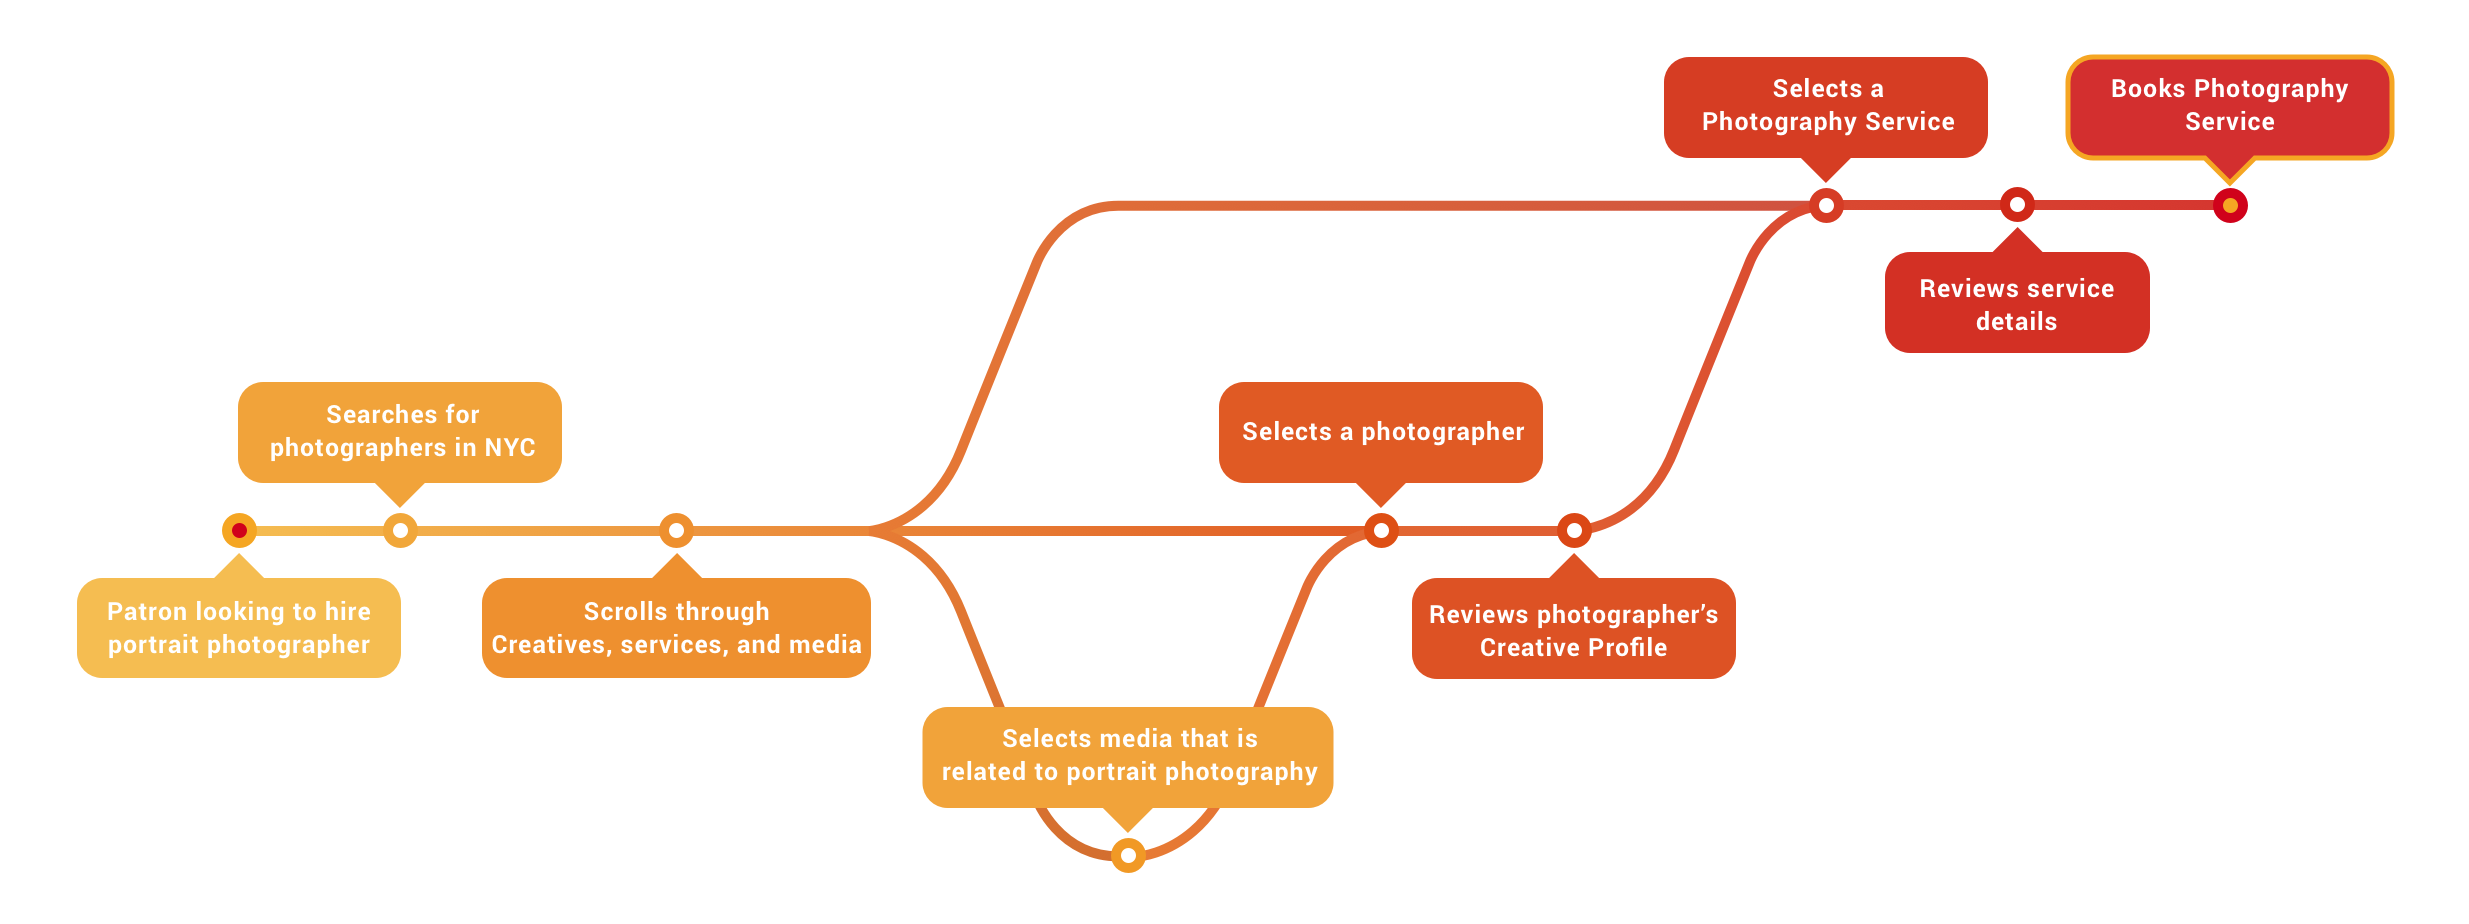 Patron looking to hire
portrait photographer
Searches for
photographers in NYC
Scrolls through
Creatives, services, and media
Selects media that is
related to portrait photography
Selects a photographer
Reviews photographer’s
Creative Profile
Selects a
Photography Service
Reviews service
details
Books Photography
Service